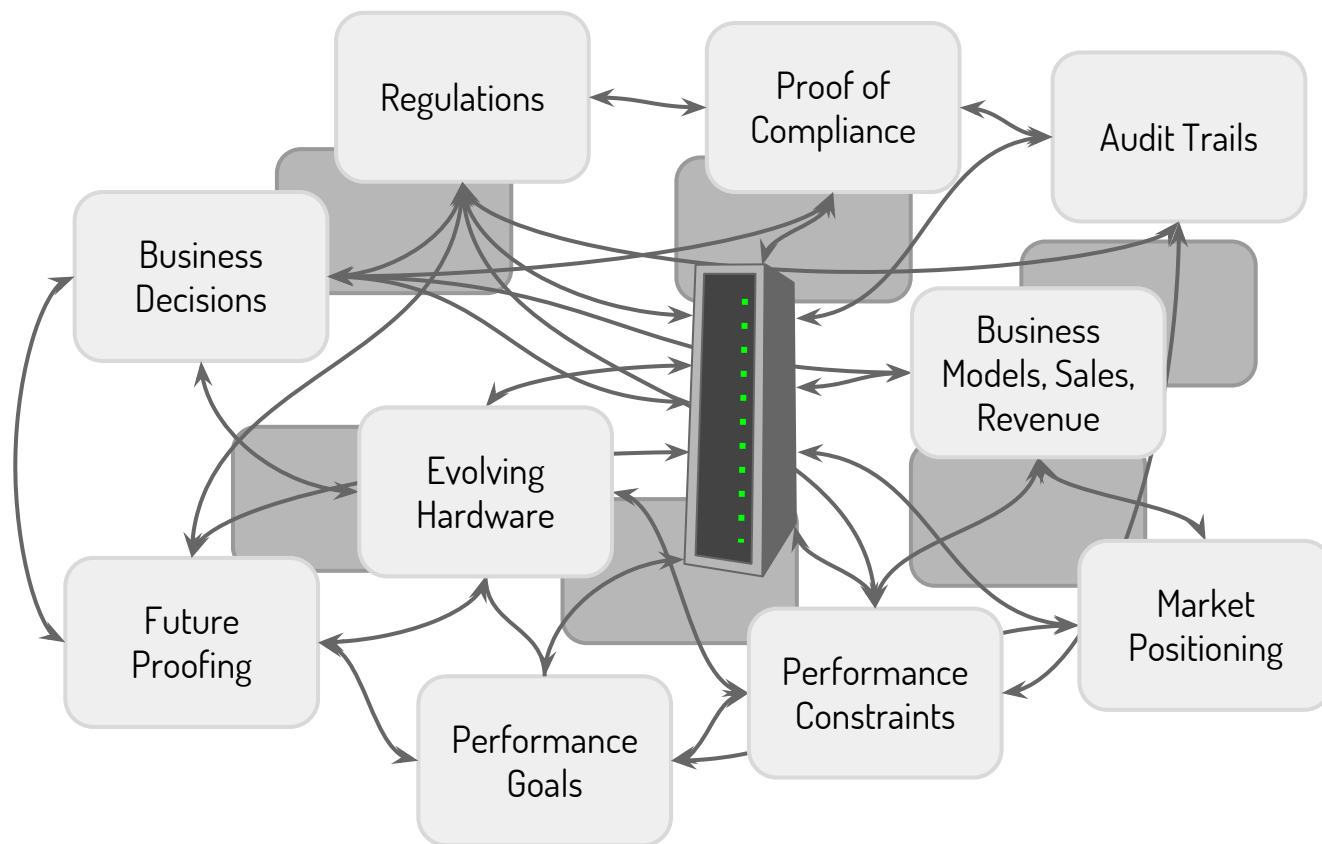 Regulations
Proof of
Compliance
Audit Trails
Business
Decisions
Business
Models, Sales,
Revenue
Evolving
Hardware
Future
Proofing
Market
Positioning
Performance
Constraints
Performance
Goals